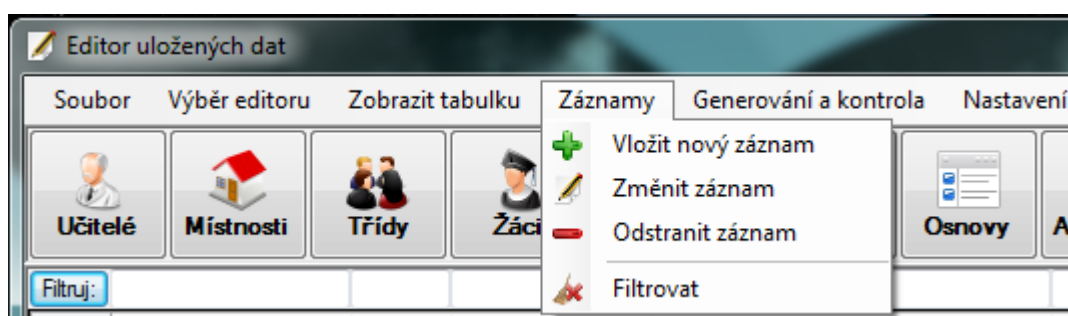 Editor uložených dat
Soubor Výběr editoru Zobrazit tabulku Záznamy Generování a kontrola Nastavení
Vložit nový záznam
Změnit záznam
Odstranit záznam
Filtrovat
Učitelé Místnosti Třídy Žáci Osnovy
Filtruj: